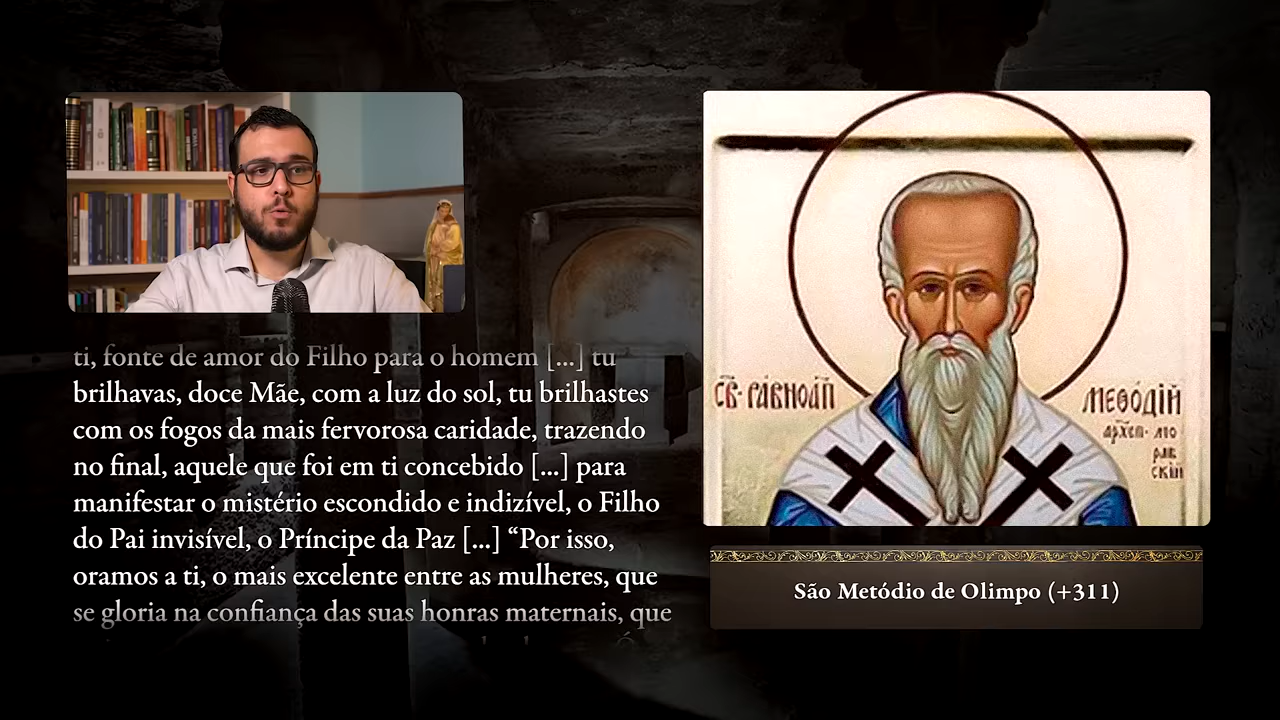 ti, fonte de amor do Filho para o homem [...] tu
brilhavas, doce Mãe, com a luz do sol, tu brilhastes
com os fogos da mais fervorosa caridade, trazendo
no final, aquele que foi em ti concebido [...] para
manifestar o mistério escondido e indizível, o Filho
do Pai invisível, o Príncipe da Paz [...] “Por isso,
oramos a ti, o mais excelente entre as mulheres, que
se gloria na confiança das suas honras maternais, que
МЕѲОДІЙ
São Metódio de Olimpo (+311)